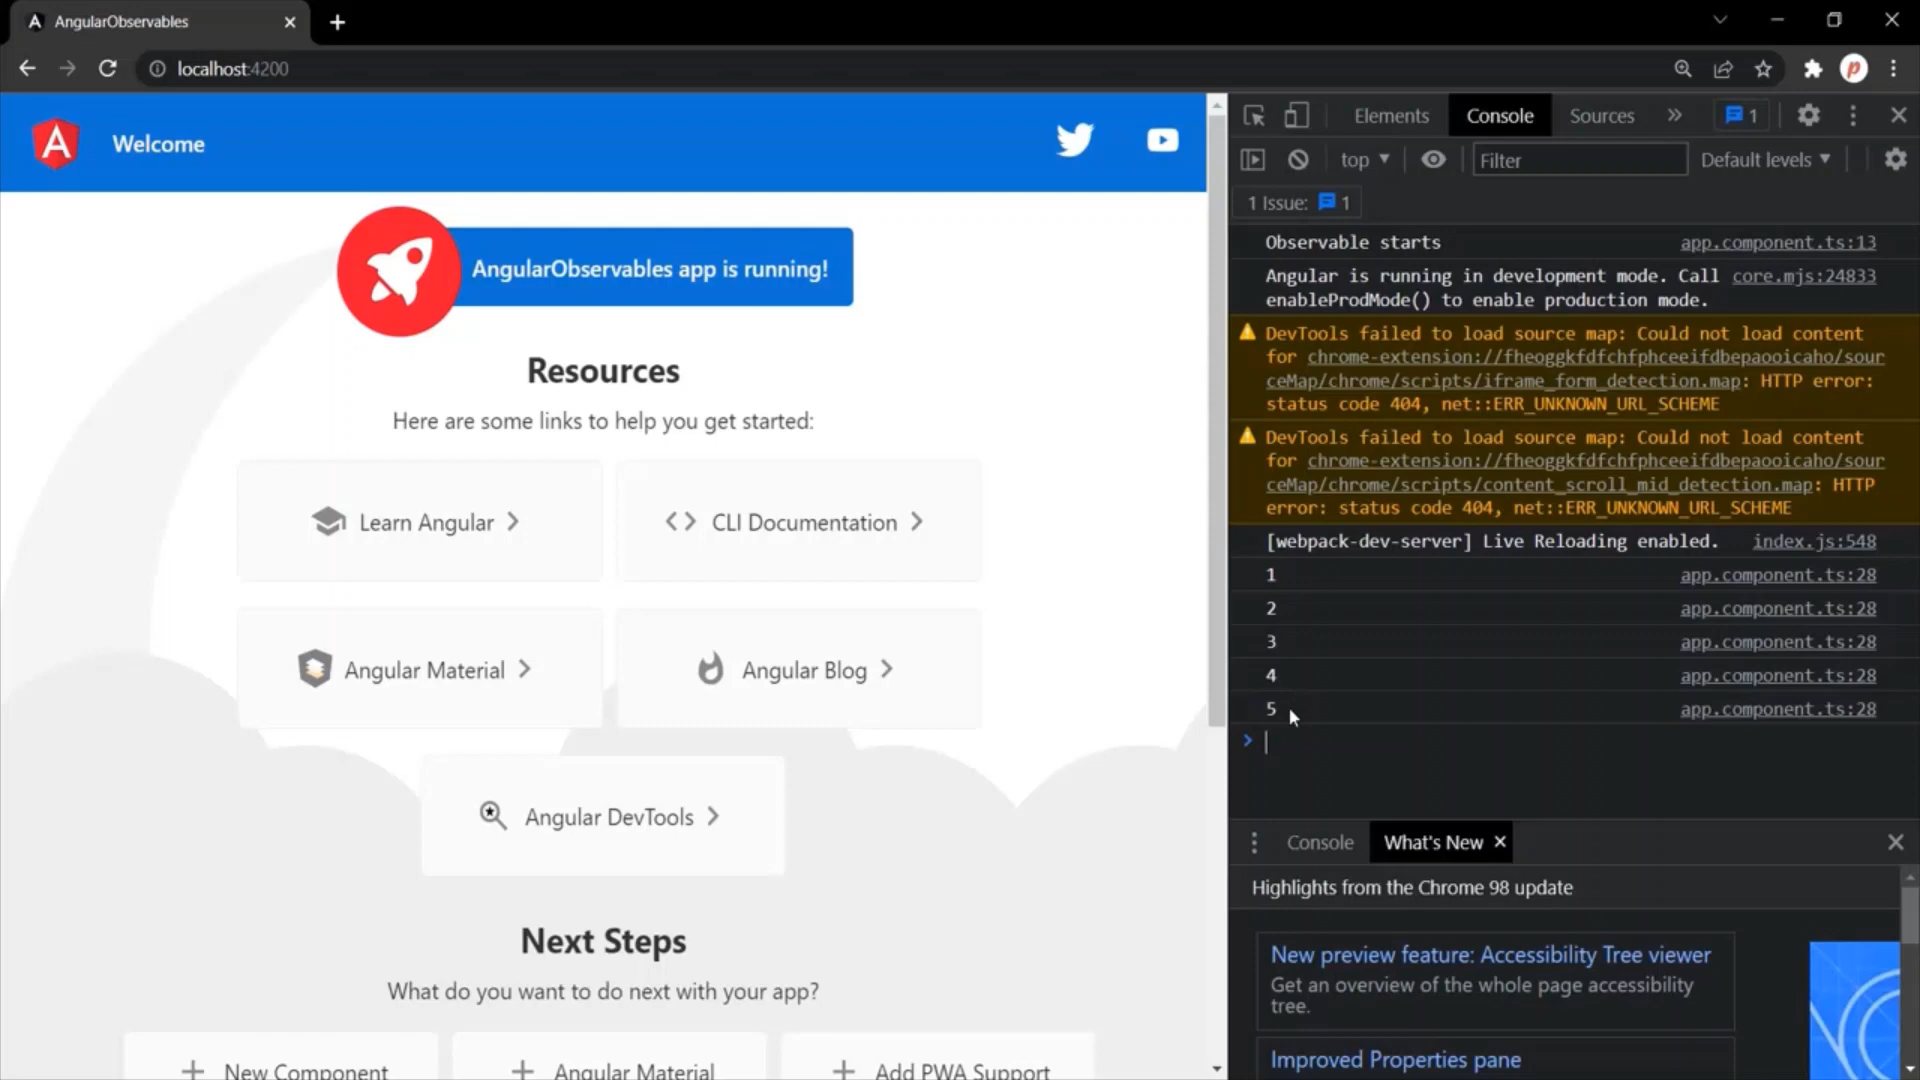 AngularObservables
localhost:4200
Welcome
AngularObservables app is running!
Resources
Here are some links to help you get started:
Learn Angular
CLI Documentation
Angular Material
Angular Blog
Angular DevTools
Next Steps
What do you want to do next with your app?
New Component
Angular Material
Add PWA Support
Elements
Console
Sources
1
top
Filter
Default levels
1 Issue: 1
Observable starts app.component.ts:13
Angular is running in development mode. Call core.mjs:24833
enableProdMode() to enable production mode.
DevTools failed to load source map: Could not load content
for chrome-extension://fheoggkfdfchfphceeifdbepaooicaho/sour
ceMap/chrome/scripts/iframe_form_detection.map: HTTP error:
status code 404, net::ERR_UNKNOWN_URL_SCHEME
DevTools failed to load source map: Could not load content
for chrome-extension://fheoggkfdfchfphceeifdbepaooicaho/sour
ceMap/chrome/scripts/content_scroll_mid_detection.map: HTTP
error: status code 404, net::ERR_UNKNOWN_URL_SCHEME
[webpack-dev-server] Live Reloading enabled. index.js:548
1 app.component.ts:28
2 app.component.ts:28
3 app.component.ts:28
4 app.component.ts:28
5 app.component.ts:28
Console
What's New
Highlights from the Chrome 98 update
New preview feature: Accessibility Tree viewer
Get an overview of the whole page accessibility
tree.
Improved Properties pane